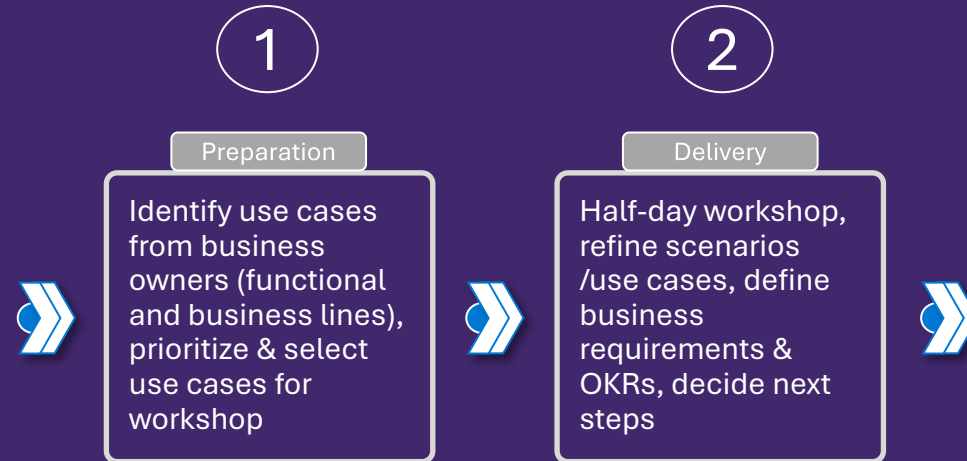 1
Preparation
Identify use cases
from business
owners (functional
and business lines),
prioritize & select
use cases for
workshop
2
Delivery
Half-day workshop,
refine scenarios
/use cases, define
business
requirements &
OKRs, decide next
steps